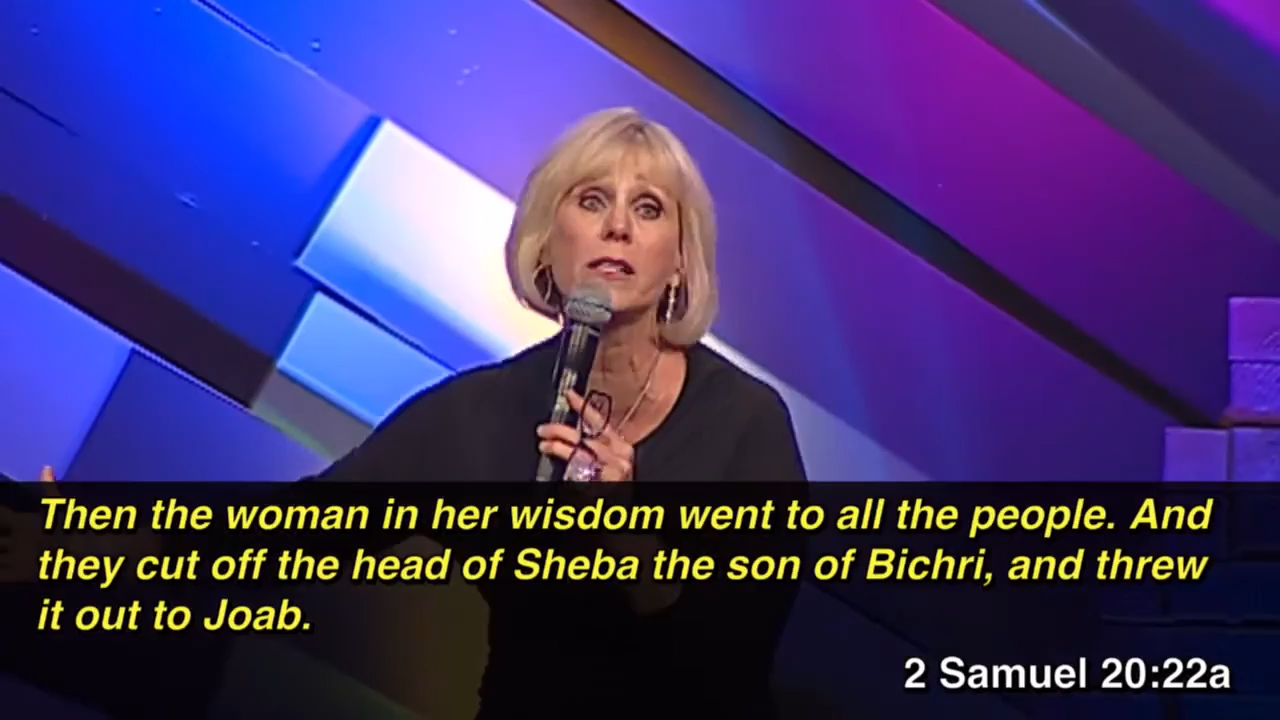 Then the woman in her wisdom went to all the people. And
they cut off the head of Sheba the son of Bichri, and threw
it out to Joab.
2 Samuel 20:22a